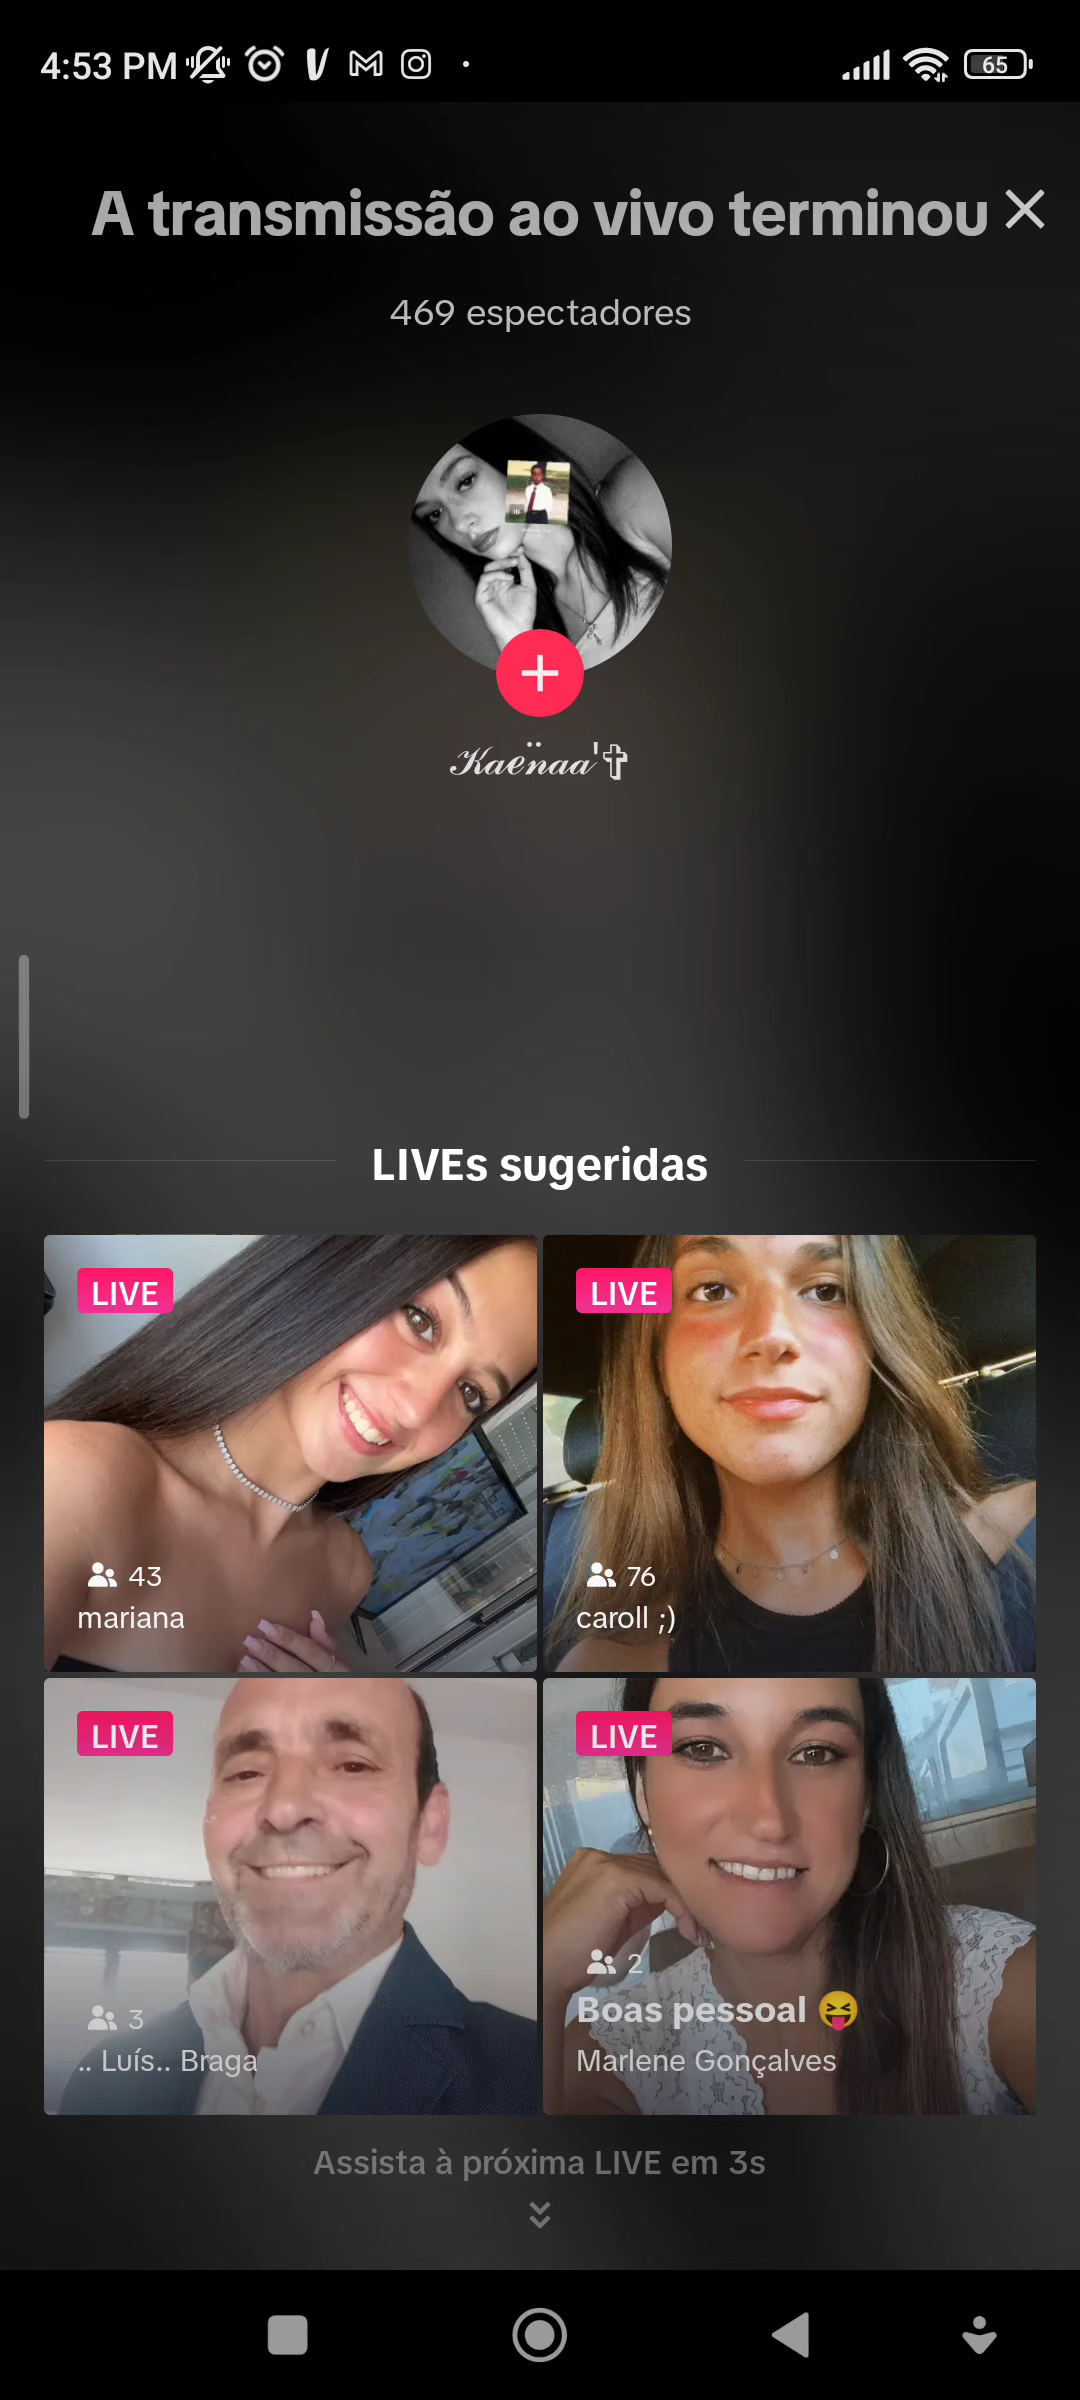 4:53 PM
65
A transmissão ao vivo terminou
469 espectadores
𝒦𝒶ℯ̈𝓃𝒶𝒶'✞
LIVEs sugeridas
LIVE
43
mariana
LIVE
76
caroll ;)
LIVE
3
.. Luís.. Braga
LIVE
2
Boas pessoal 😝
Marlene Gonçalves
Assista à próxima LIVE em 3s